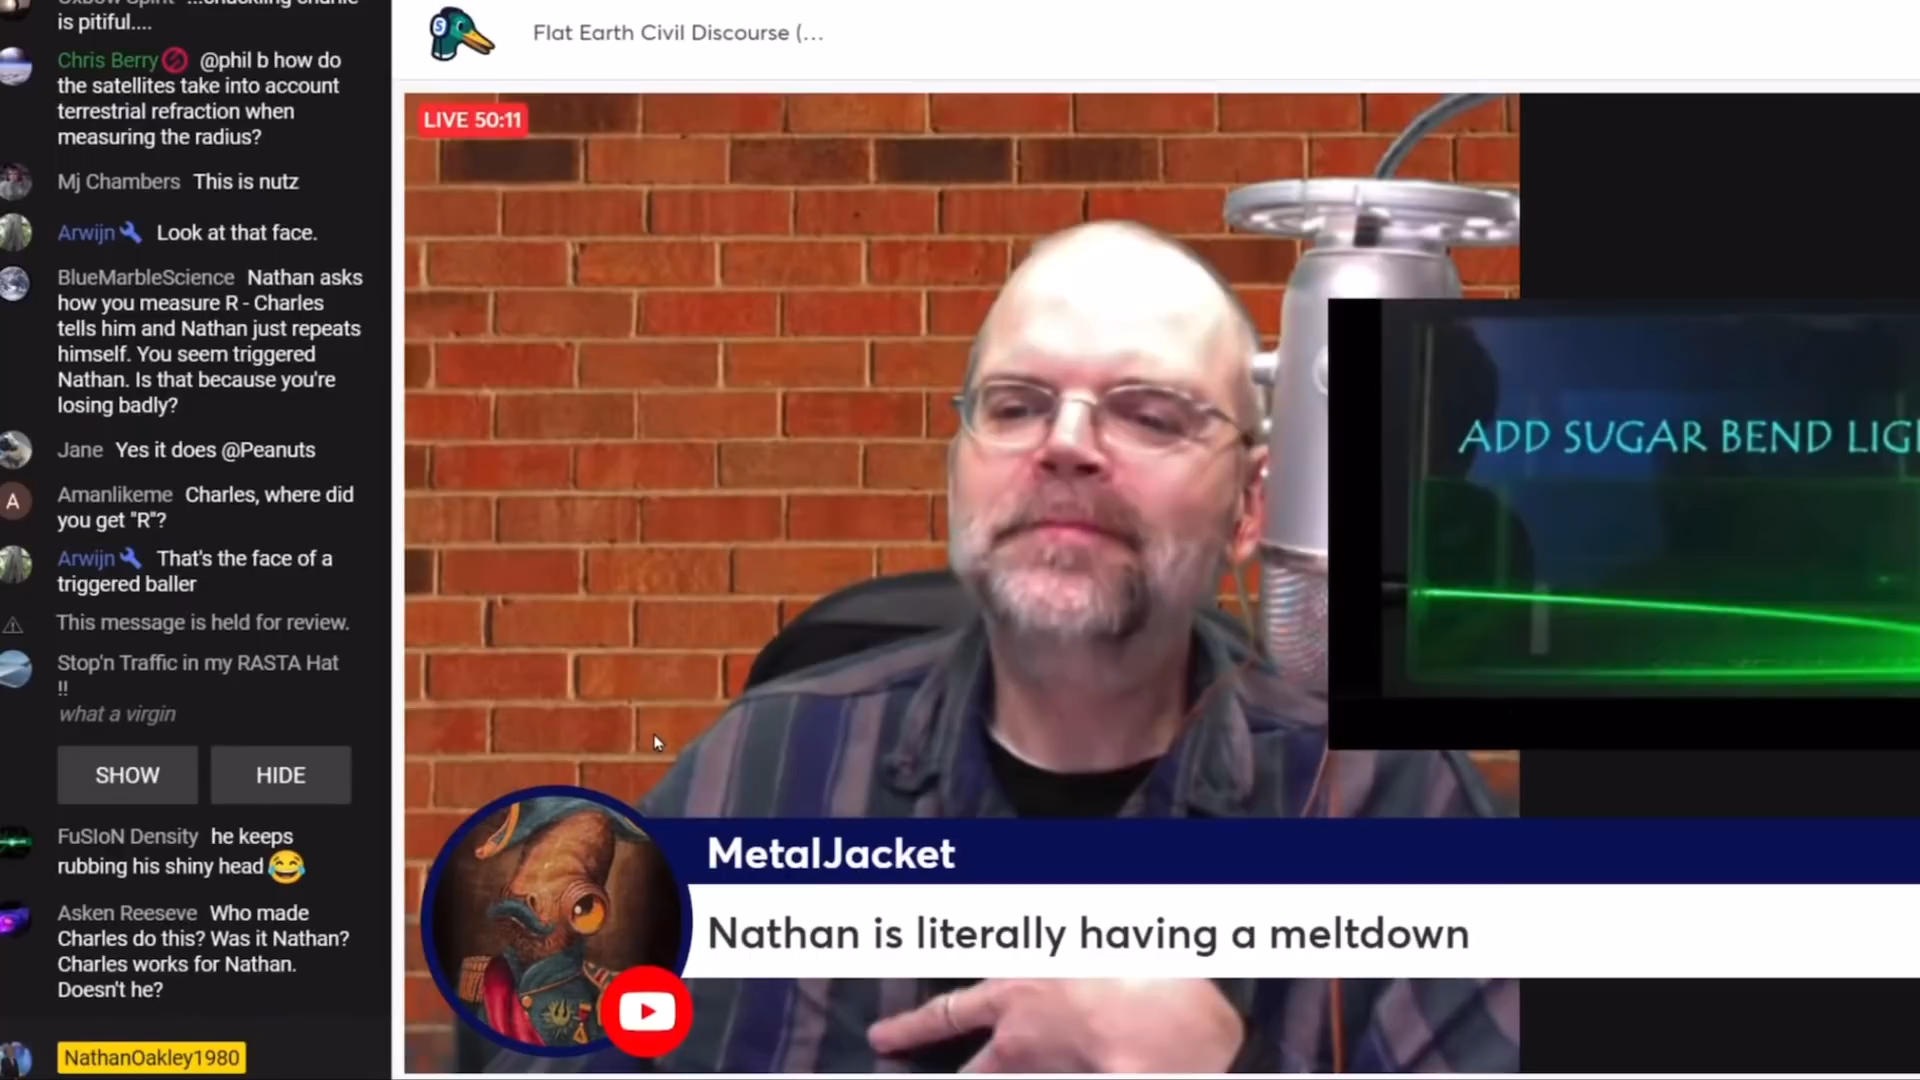 is pitiful....
Chris Berry @phil b how do
the satellites take into account
terrestrial refraction when
measuring the radius?
Mj Chambers This is nutz
Arwijn Look at that face.
BlueMarbleScience Nathan asks
how you measure R - Charles
tells him and Nathan just repeats
himself. You seem triggered
Nathan. Is that because you're
losing badly?
Jane Yes it does @Peanuts
A
Amanlikeme Charles, where did
you get "R"?
Arwijn That's the face of a
triggered baller
This message is held for review.
Stop'n Traffic in my RASTA Hat
!!
what a virgin
SHOW HIDE
FuSIoN Density he keeps
rubbing his shiny head
Asken Reeseve Who made
Charles do this? Was it Nathan?
Charles works for Nathan.
Doesn't he?
NathanOakley1980
S
Flat Earth Civil Discourse (...
LIVE 50:11
ADD SUGAR BEND
MetalJacket
Nathan is literally having a meltdown